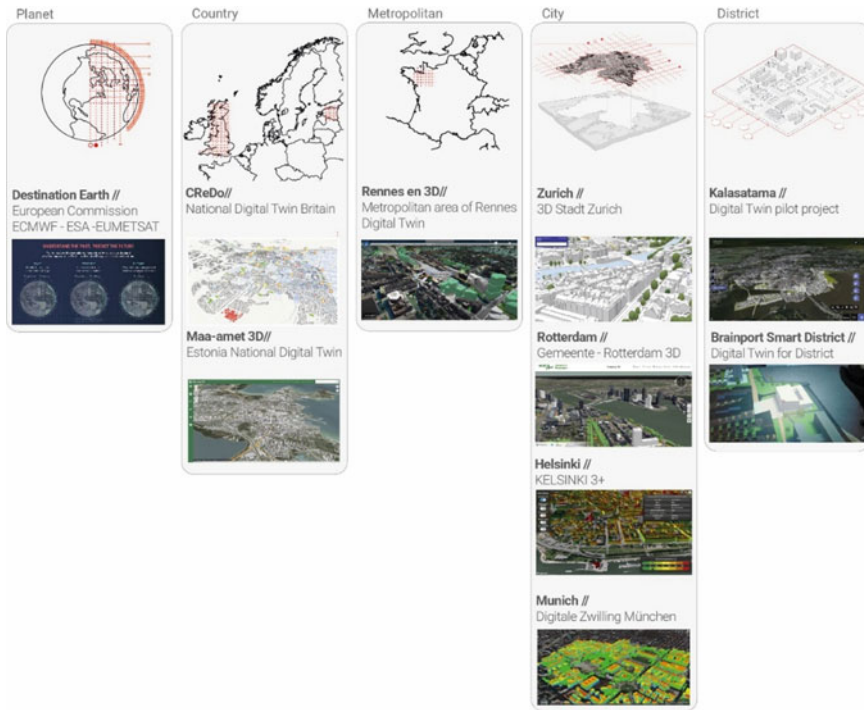 Planet
Destination Earth //
European Commission
ECMWF - ESA -EUMETSAT
Country
CReDo//
National Digital Twin Britain
Maa-amet 3D//
Estonia National Digital Twin
Metropolitan
Rennes en 3D//
Metropolitan area of Rennes
Digital Twin
City
Zurich //
3D Stadt Zurich
Rotterdam //
Gemeente - Rotterdam 3D
Helsinki //
KELSINKI 3+
Munich //
Digitale Zwilling München
District
Kalasatama //
Digital Twin pilot project
Brainport Smart District //
Digital Twin for District